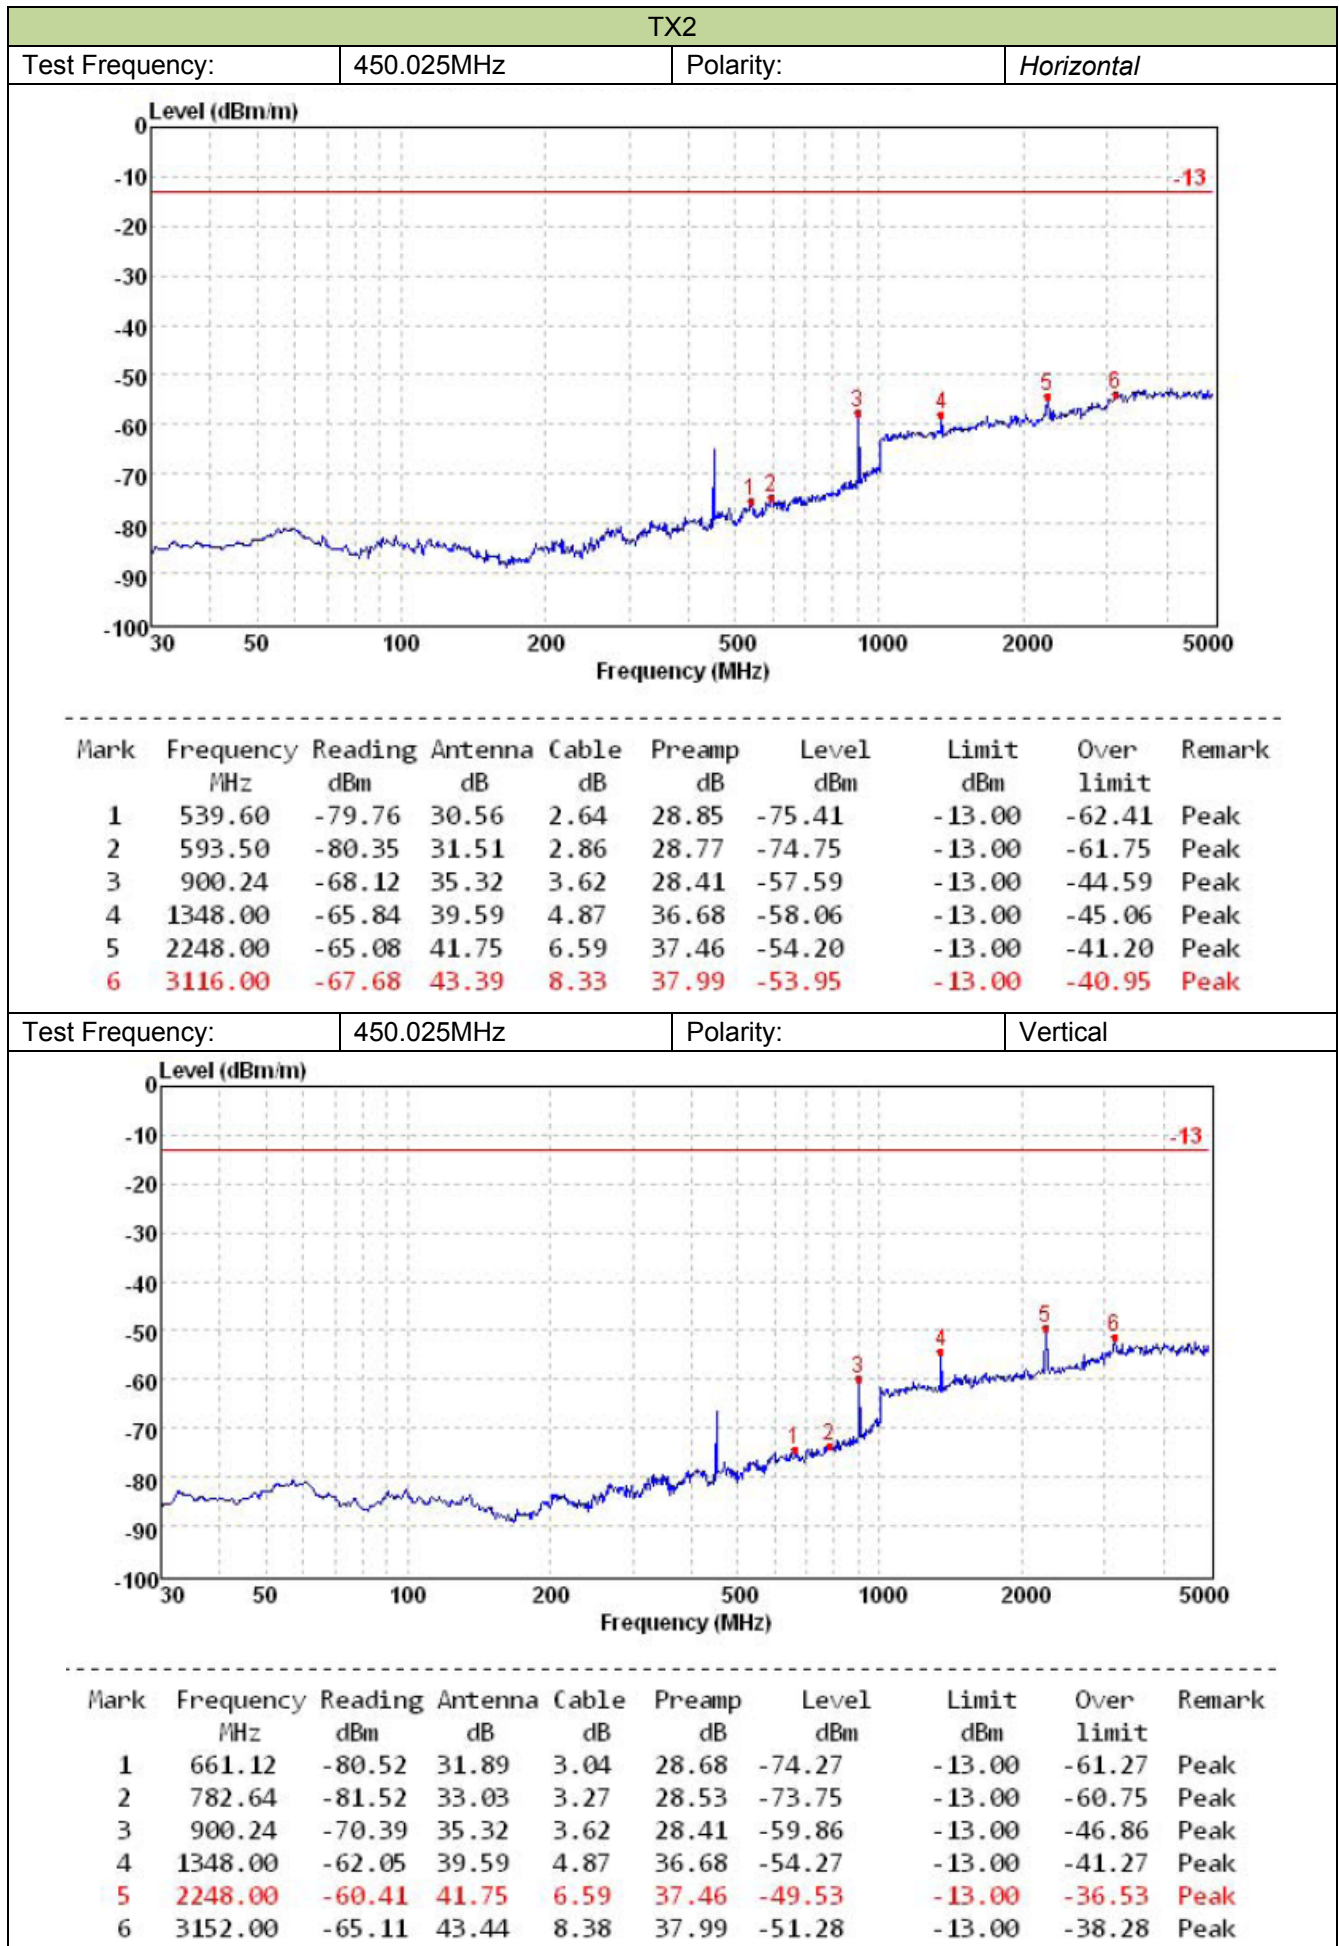 TX2
Test Frequency: 450.025MHz Polarity: Horizontal
Level (dBm/m)
0
-10
-13
-20
-30
-40
-50
-60
-70
-80
-90
-100
1 2 3 4 5 6
30 50 100 200 500 1000 2000 5000
Frequency (MHz)
Mark Frequency Reading Antenna Cable Preamp Level Limit Over Remark
MHz dBm dB dB dB dBm dBm limit
1 539.60 -79.76 30.56 2.64 28.85 -75.41 -13.00 -62.41 Peak
2 593.50 -80.35 31.51 2.86 28.77 -74.75 -13.00 -61.75 Peak
3 900.24 -68.12 35.32 3.62 28.41 -57.59 -13.00 -44.59 Peak
4 1348.00 -65.84 39.59 4.87 36.68 -58.06 -13.00 -45.06 Peak
5 2248.00 -65.08 41.75 6.59 37.46 -54.20 -13.00 -41.20 Peak
6 3116.00 -67.68 43.39 8.33 37.99 -53.95 -13.00 -40.95 Peak
Test Frequency: 450.025MHz Polarity: Vertical
Level (dBm/m)
0
-10
-13
-20
-30
-40
-50
-60
-70
-80
-90
-100
1 2 3 4 5 6
30 50 100 200 500 1000 2000 5000
Frequency (MHz)
Mark Frequency Reading Antenna Cable Preamp Level Limit Over Remark
MHz dBm dB dB dB dBm dBm limit
1 661.12 -80.52 31.89 3.04 28.68 -74.27 -13.00 -61.27 Peak
2 782.64 -81.52 33.03 3.27 28.53 -73.75 -13.00 -60.75 Peak
3 900.24 -70.39 35.32 3.62 28.41 -59.86 -13.00 -46.86 Peak
4 1348.00 -62.05 39.59 4.87 36.68 -54.27 -13.00 -41.27 Peak
5 2248.00 -60.41 41.75 6.59 37.46 -49.53 -13.00 -36.53 Peak
6 3152.00 -65.11 43.44 8.38 37.99 -51.28 -13.00 -38.28 Peak